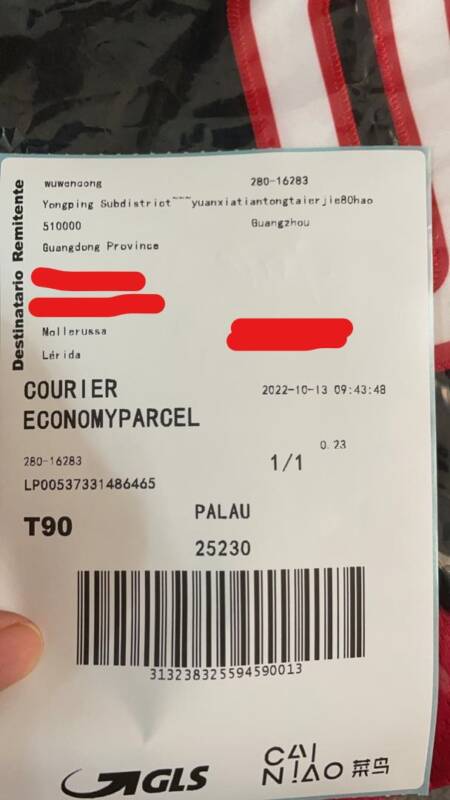 Destinatario Remitente
wuwenaong 280-16283
Yongping Subdistrict~~~yuanxiatiantongtaierjie80hao
510000 Guangzhou
Guangdong Province
Mollerussa
Lérida
COURIER 2022-10-13 09:43:48
ECONOMYPARCEL
0.23
280-16283 1/1
LP00537331486465
T90 PALAU
25230
313238325594590013
GLS
CAI
NIAO 菜鸟